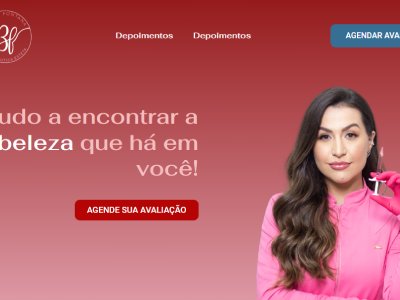 Bf
Depoimentos
Depoimentos
AGENDAR AVA
udo a encontrar a
beleza que há em
você!
AGENDE SUA AVALIAÇÃO